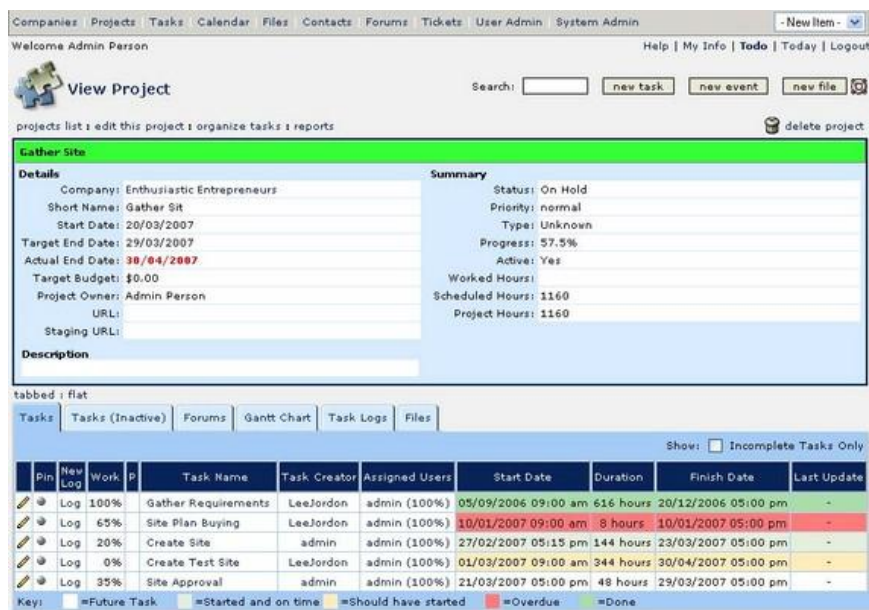 Companies Projects Tasks Calendar Files Contacts Forums Tickets User Admin System Admin - New Item -
Welcome Admin Person Help | My Info | Todo | Today | Logout
View Project Search: new task new event new file
projects list : edit this project : organize tasks : reports delete project
Gather Site
Details Summary
Company: Enthusiastic Entrepreneurs Status: On Hold
Short Name: Gather Sit Priority: normal
Start Date: 20/03/2007 Type: Unknown
Target End Date: 29/03/2007 Progress: 57.5%
Actual End Date: 30/04/2007 Active: Yes
Target Budget: $0.00 Worked Hours:
Project Owner: Admin Person Scheduled Hours: 1160
URL: Project Hours: 1160
Staging URL:
Description
tabbed : flat
Tasks Tasks (Inactive) Forums Gantt Chart Task Logs Files
Show: Incomplete Tasks Only
Pin New Log Work P Task Name Task Creator Assigned Users Start Date Duration Finish Date Last Update
Log 100% Gather Requirements LeeJordon admin (100%) 05/09/2006 09:00 am 616 hours 20/12/2006 05:00 pm -
Log 65% Site Plan Buying LeeJordon admin (100%) 10/01/2007 09:00 am 8 hours 10/01/2007 05:00 pm -
Log 20% Create Site admin admin (100%) 27/02/2007 05:15 pm 144 hours 23/03/2007 05:00 pm -
Log 0% Create Test Site LeeJordon admin (100%) 01/03/2007 09:00 am 344 hours 30/04/2007 05:00 pm -
Log 35% Site Approval admin admin (100%) 21/03/2007 05:00 pm 48 hours 29/03/2007 05:00 pm -
Key: =Future Task =Started and on time =Should have started =Overdue =Done